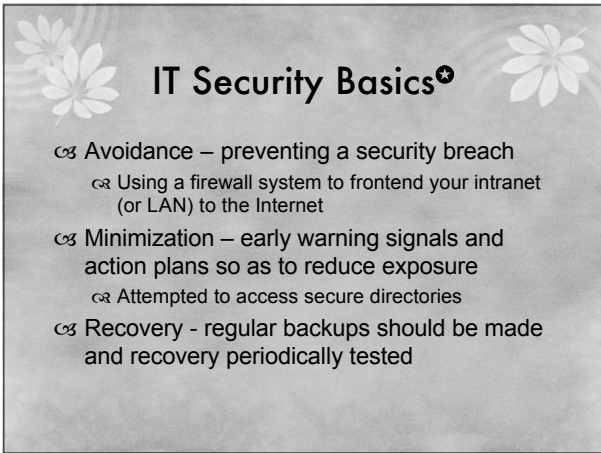 IT Security Basics✪
Avoidance – preventing a security breach
Using a firewall system to frontend your intranet
(or LAN) to the Internet
Minimization – early warning signals and
action plans so as to reduce exposure
Attempted to access secure directories
Recovery - regular backups should be made
and recovery periodically tested